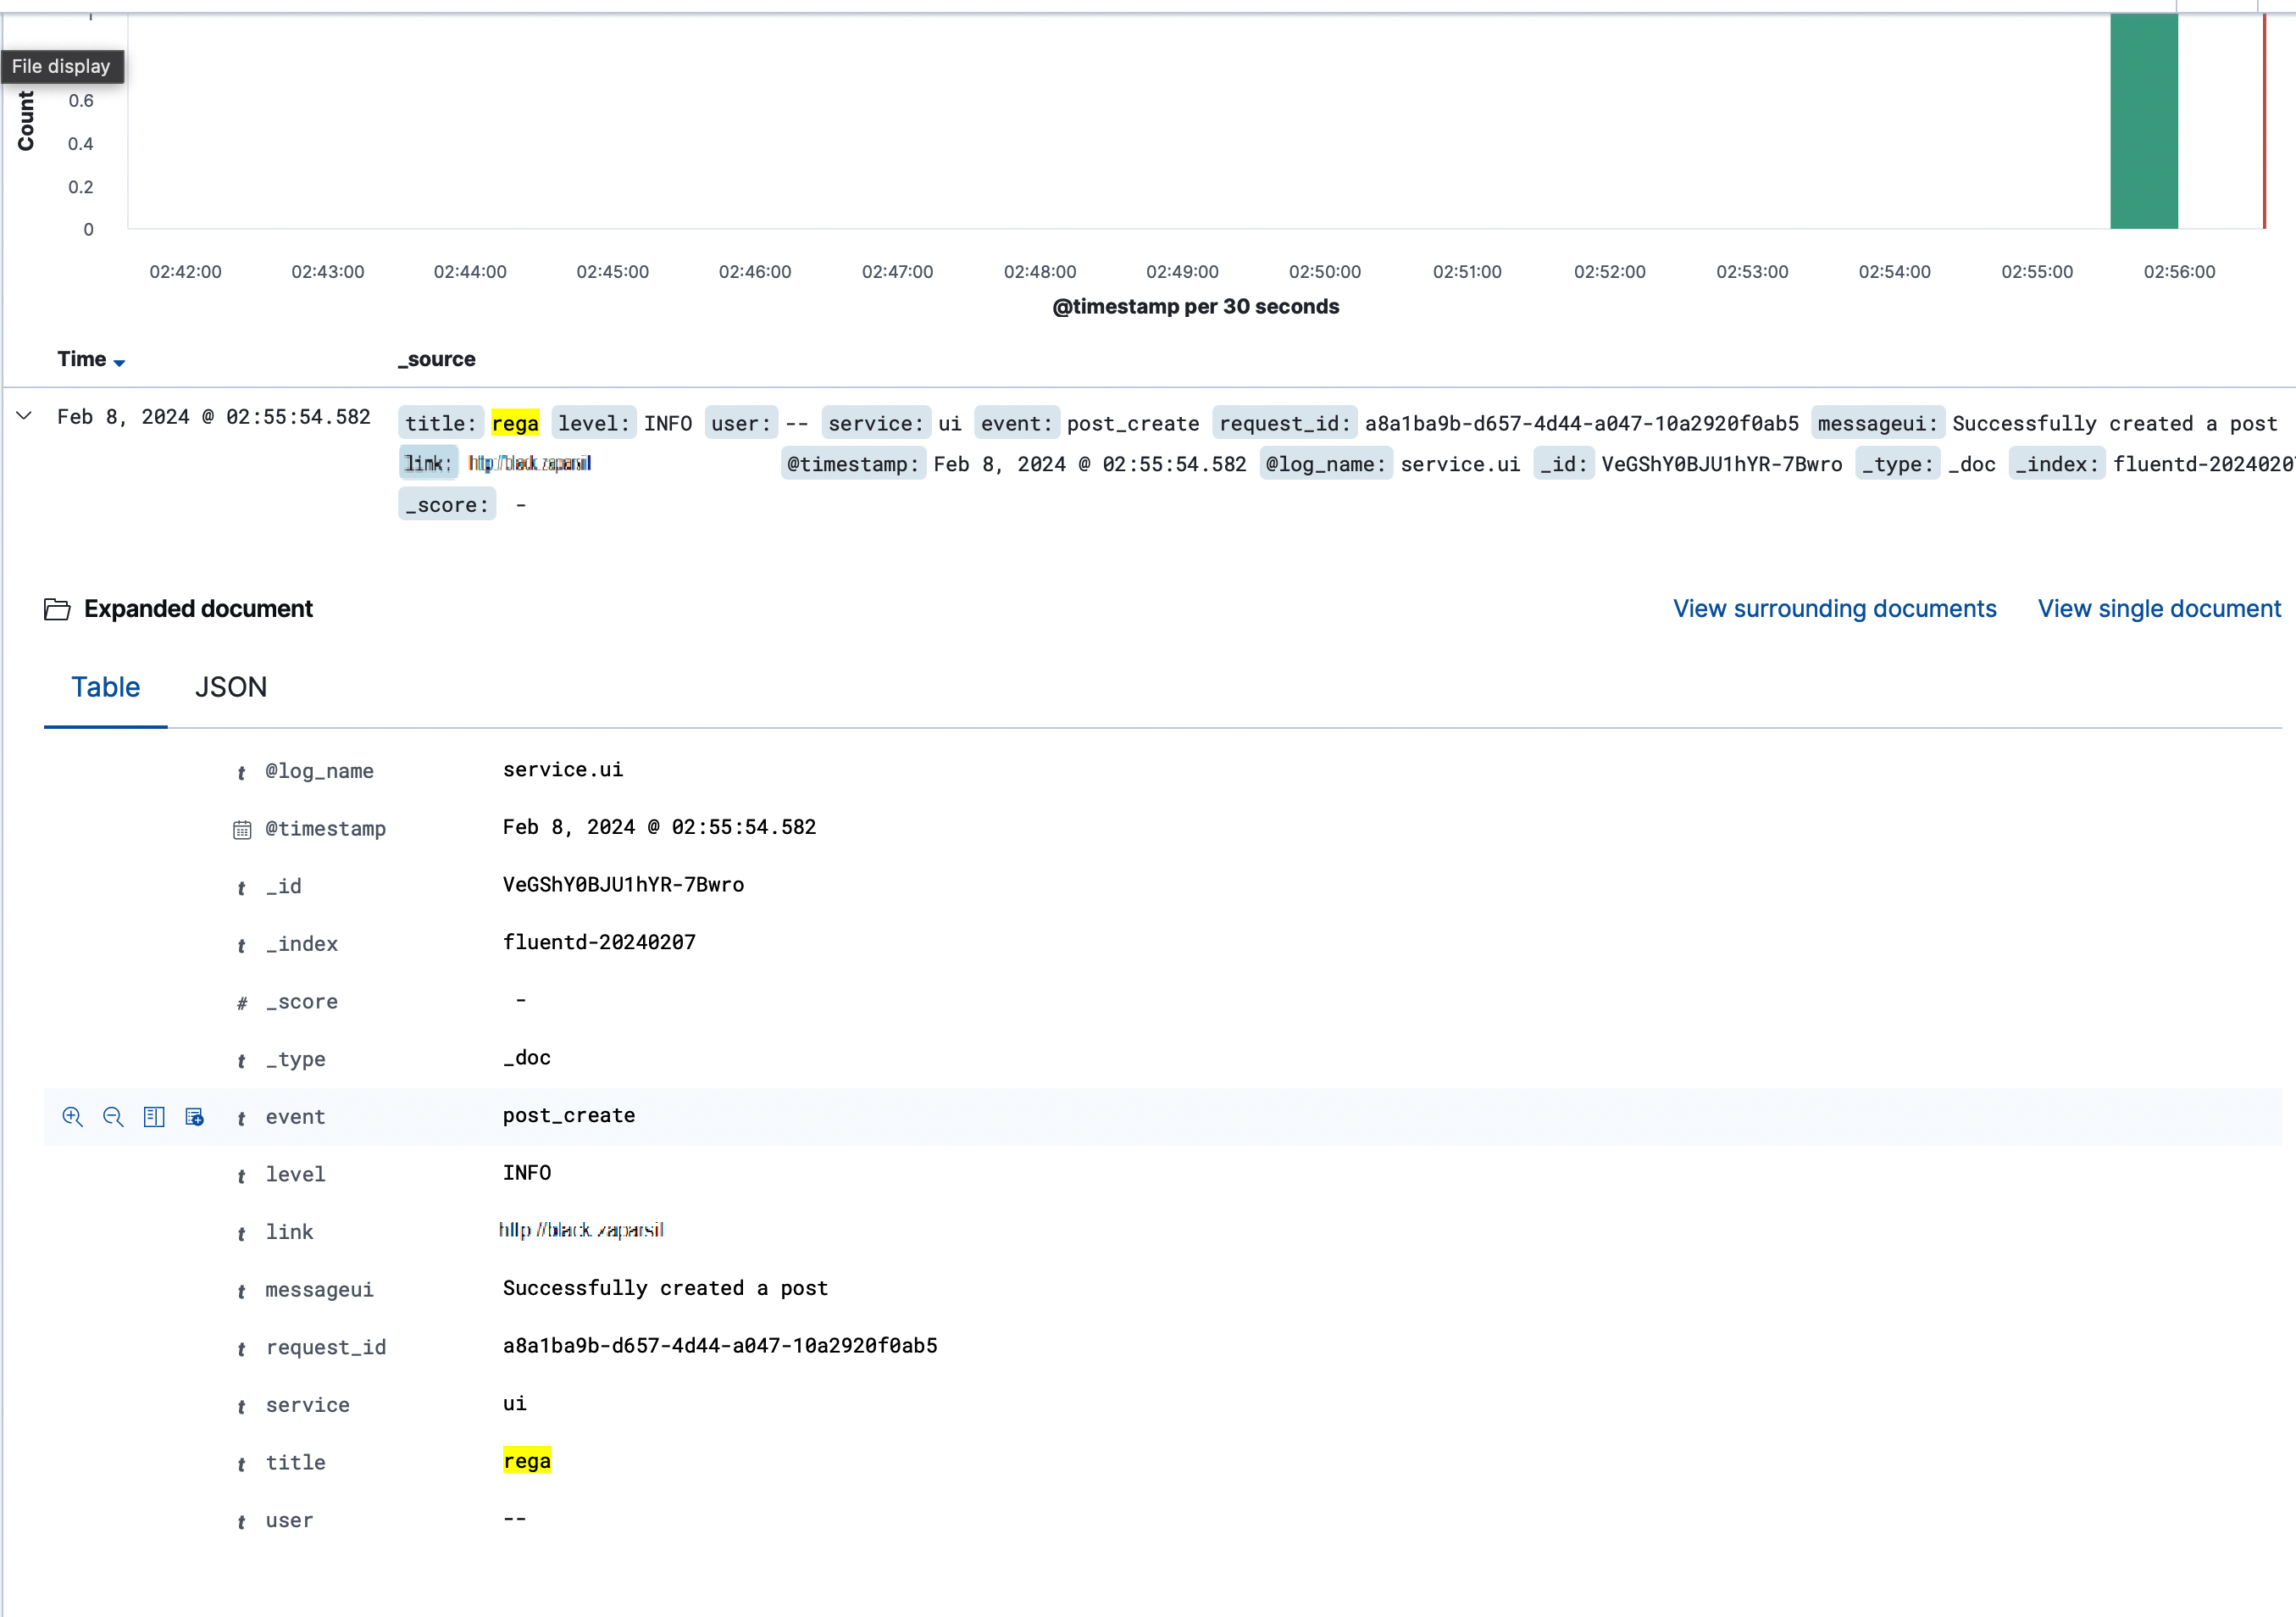 1
File display
Count
0.6
0.4
0.2
0
02:42:00 02:43:00 02:44:00 02:45:00 02:46:00 02:47:00 02:48:00 02:49:00 02:50:00 02:51:00 02:52:00 02:53:00 02:54:00 02:55:00 02:56:00
@timestamp per 30 seconds
Time _source
Feb 8, 2024 @ 02:55:54.582 title: rega level: INFO user: -- service: ui event: post_create request_id: a8a1ba9b-d657-4d44-a047-10a2920f0ab5 messageui: Successfully created a post
link: @timestamp: Feb 8, 2024 @ 02:55:54.582 @log_name: service.ui _id: VeGShY0BJU1hYR-7Bwro _type: _doc _index: fluentd-2024020
_score: -
Expanded document View surrounding documents View single document
Table JSON
t @log_name service.ui
@timestamp Feb 8, 2024 @ 02:55:54.582
t _id VeGShY0BJU1hYR-7Bwro
t _index fluentd-20240207
# _score -
t _type _doc
t event post_create
t level INFO
t link
t messageui Successfully created a post
t request_id a8a1ba9b-d657-4d44-a047-10a2920f0ab5
t service ui
t title rega
t user --